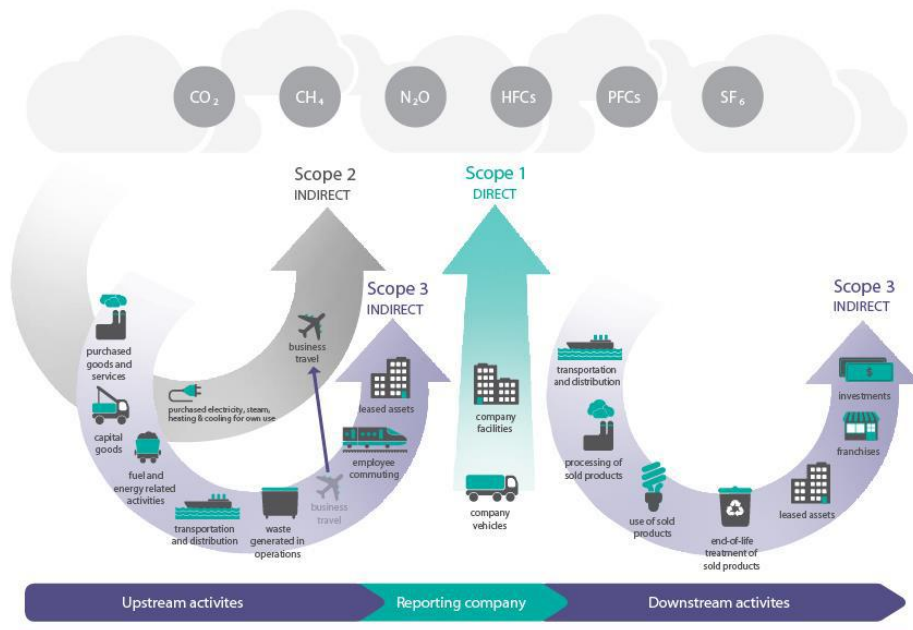 CO2
CH4
N2O
HFCs
PFCs
SF6
Scope 2
INDIRECT
Scope 1
DIRECT
Scope 3
INDIRECT
Scope 3
INDIRECT
purchased
goods and
services
capital
goods
fuel and
energy related
activities
transportation
and distribution
waste
generated in
operations
business
travel
employee
commuting
leased assets
business
travel
purchased electricity, steam,
heating & cooling for own use
company
facilities
company
vehicles
transportation
and distribution
processing of
sold products
use of sold
products
end-of-life
treatment of
sold products
leased assets
franchises
$
investments
Upstream activites
Reporting company
Downstream activites